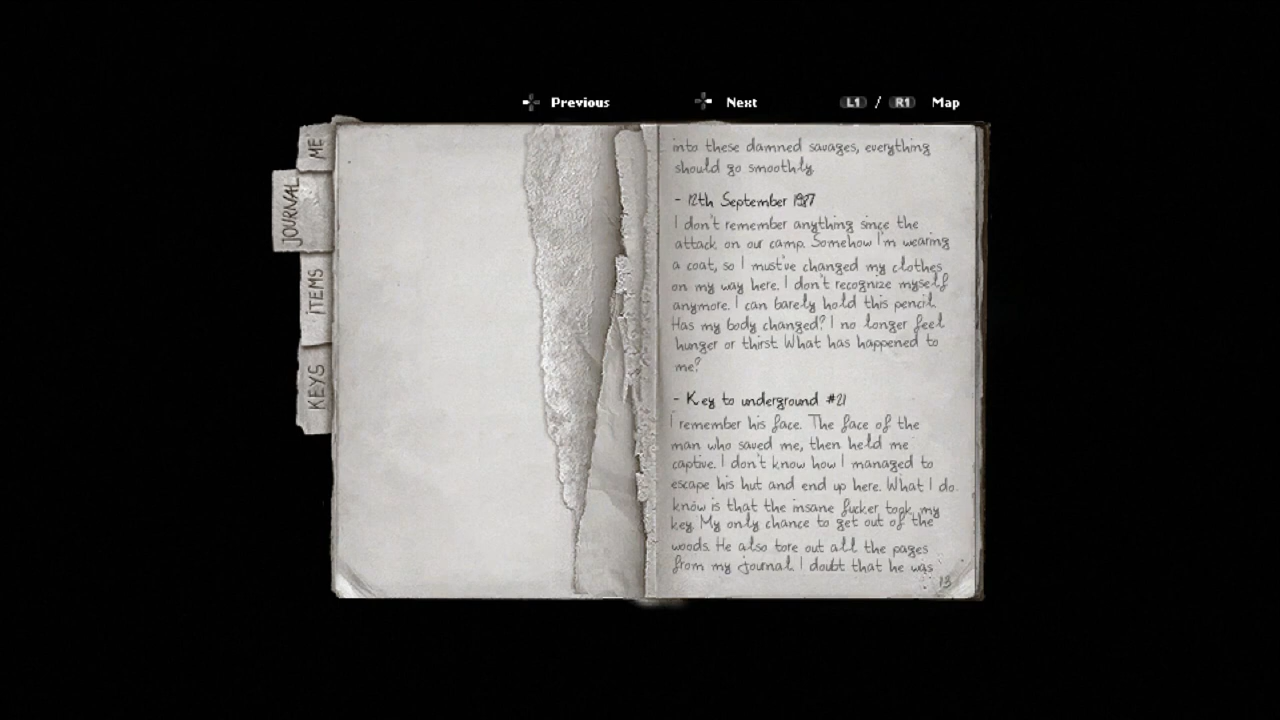 Previous
Next
L1 / R1 Map
ME
JOURNAL
ITEMS
KEYS
into these damned savages, everything
should go smoothly.
- 12th September 1987
I don't remember anything since the
attack on our camp. Somehow I'm wearing
a coat, so I must've changed my clothes
on my way here. I don't recognize myself
anymore. I can barely hold this pencil.
Has my body changed? I no longer feel
hunger or thirst. What has happened to
me?
- Key to underground #21
I remember his face. The face of the
man who saved me, then held me
captive. I don't know how I managed to
escape his hut and end up here. What I do
know is that the insane fucker took my
key. My only chance to get out of the
woods. He also tore out all the pages
from my journal. I doubt that he was
13